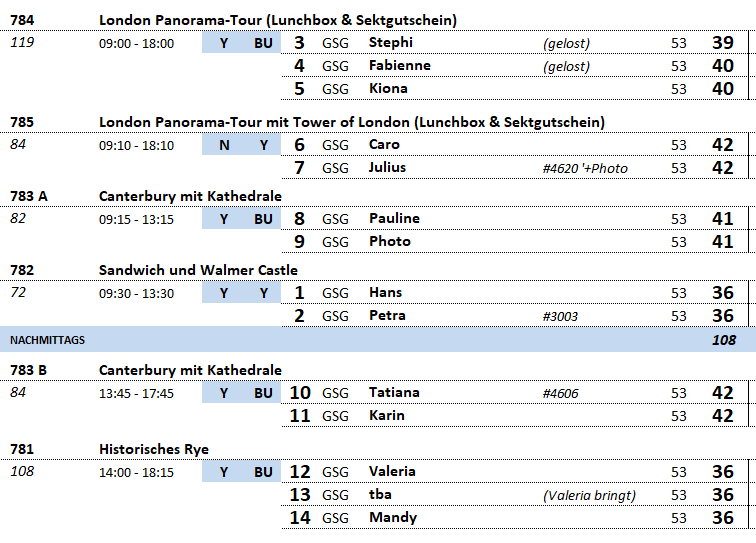 784 London Panorama-Tour (Lunchbox & Sektgutschein)
119 09:00 - 18:00 Y BU 3 GSG Stephi (gelost) 53 39
4 GSG Fabienne (gelost) 53 40
5 GSG Kiona 53 40
785 London Panorama-Tour mit Tower of London (Lunchbox & Sektgutschein)
84 09:10 - 18:10 N Y 6 GSG Caro 53 42
7 GSG Julius #4620 '+Photo 53 42
783 A Canterbury mit Kathedrale
82 09:15 - 13:15 Y BU 8 GSG Pauline 53 41
9 GSG Photo 53 41
782 Sandwich und Walmer Castle
72 09:30 - 13:30 Y Y 1 GSG Hans 53 36
2 GSG Petra #3003 53 36
NACHMITTAGS 108
783 B Canterbury mit Kathedrale
84 13:45 - 17:45 Y BU 10 GSG Tatiana #4606 53 42
11 GSG Karin 53 42
781 Historisches Rye
108 14:00 - 18:15 Y BU 12 GSG Valeria 53 36
13 GSG tba (Valeria bringt) 53 36
14 GSG Mandy 53 36